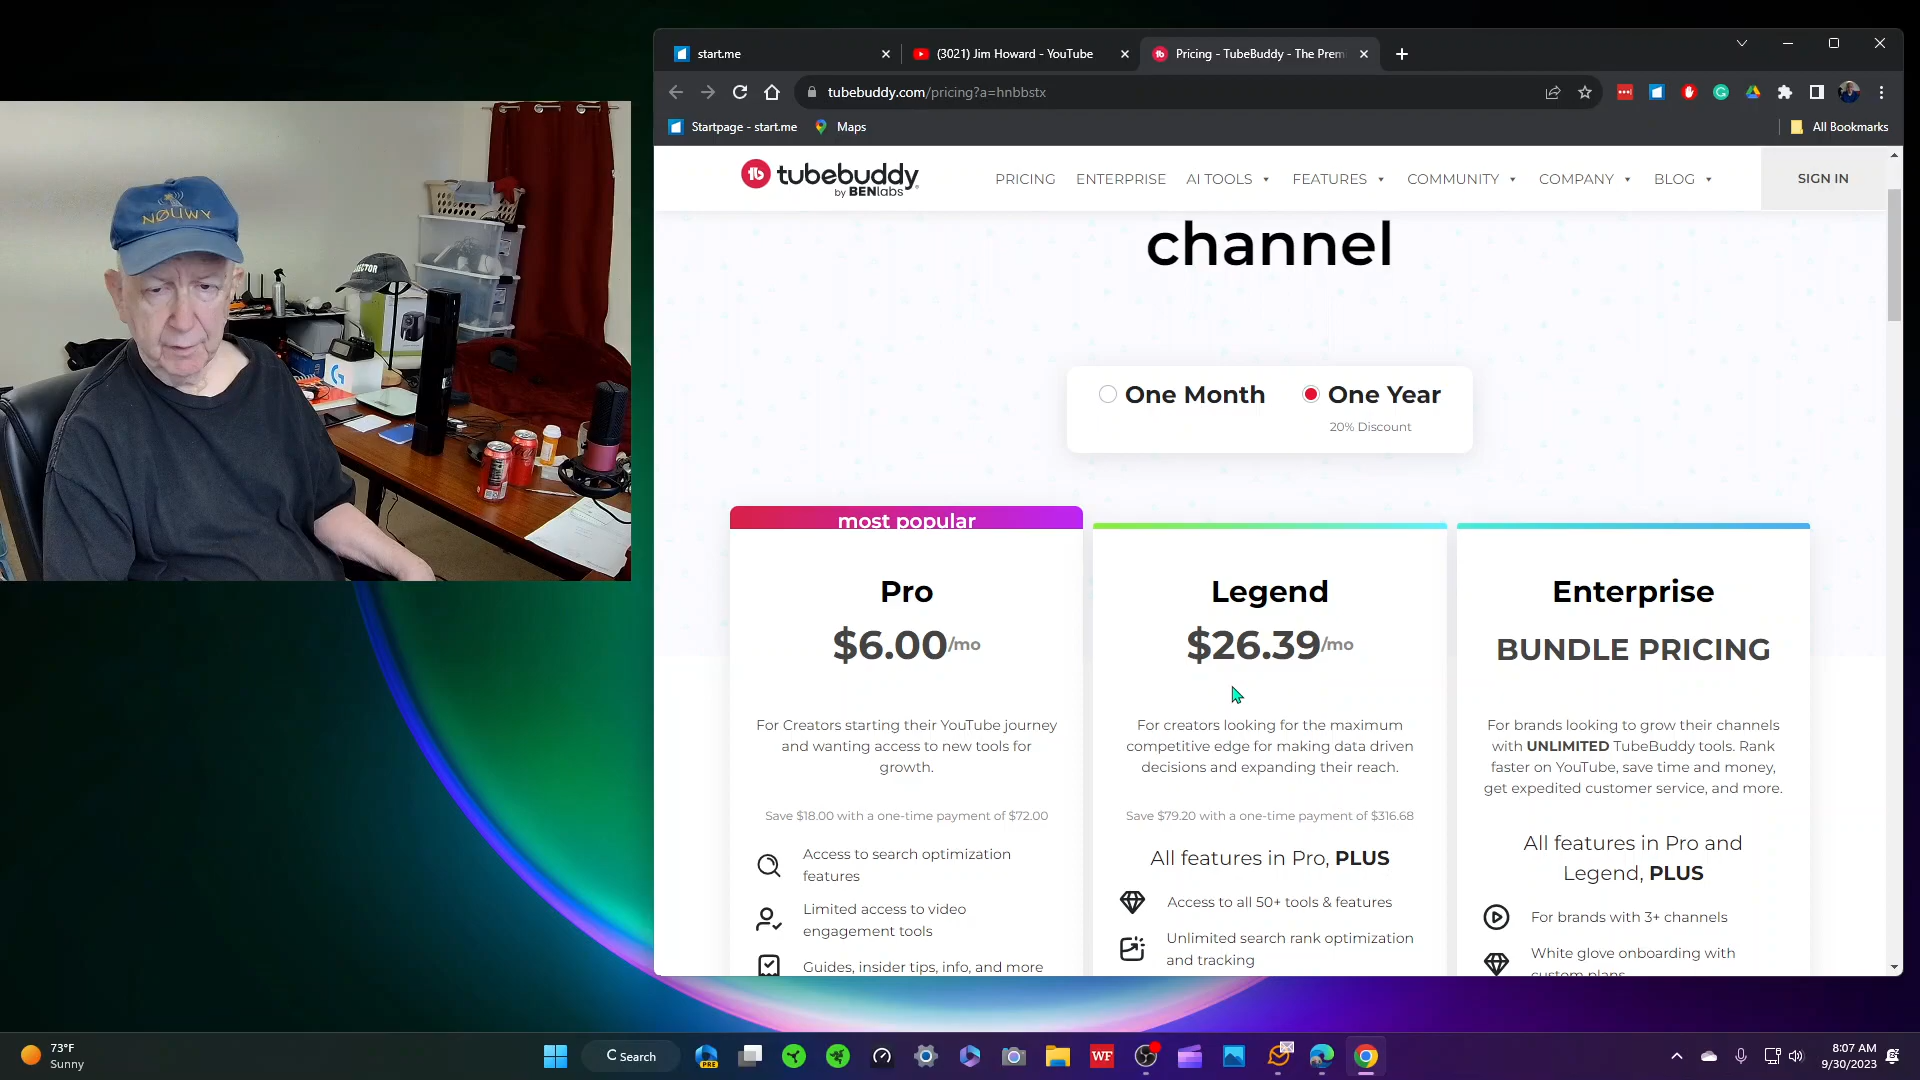 start.me
(3021) Jim Howard - YouTube
Pricing - TubeBuddy - The Prem
tubebuddy.com/pricing?a=hnbbstx
Startpage - start.me
Maps
All Bookmarks
tubebuddy
by BENlabs
PRICING
ENTERPRISE
AI TOOLS
FEATURES
COMMUNITY
COMPANY
BLOG
SIGN IN
channel
One Month
One Year
20% Discount
most popular
Pro
$6.00/mo
For Creators starting their YouTube journey
and wanting access to new tools for
growth.
Save $18.00 with a one-time payment of $72.00
Access to search optimization
features
Limited access to video
engagement tools
Guides, insider tips, info, and more
Legend
$26.39/mo
For creators looking for the maximum
competitive edge for making data driven
decisions and expanding their reach.
Save $79.20 with a one-time payment of $316.68
All features in Pro, PLUS
Access to all 50+ tools & features
Unlimited search rank optimization
and tracking
Enterprise
BUNDLE PRICING
For brands looking to grow their channels
with UNLIMITED TubeBuddy tools. Rank
faster on YouTube, save time and money,
get expedited customer service, and more.
All features in Pro and
Legend, PLUS
For brands with 3+ channels
White glove onboarding with
custom plans
NØUWY
73°F
Sunny
Search
PRE
WF
8:07 AM
9/30/2023